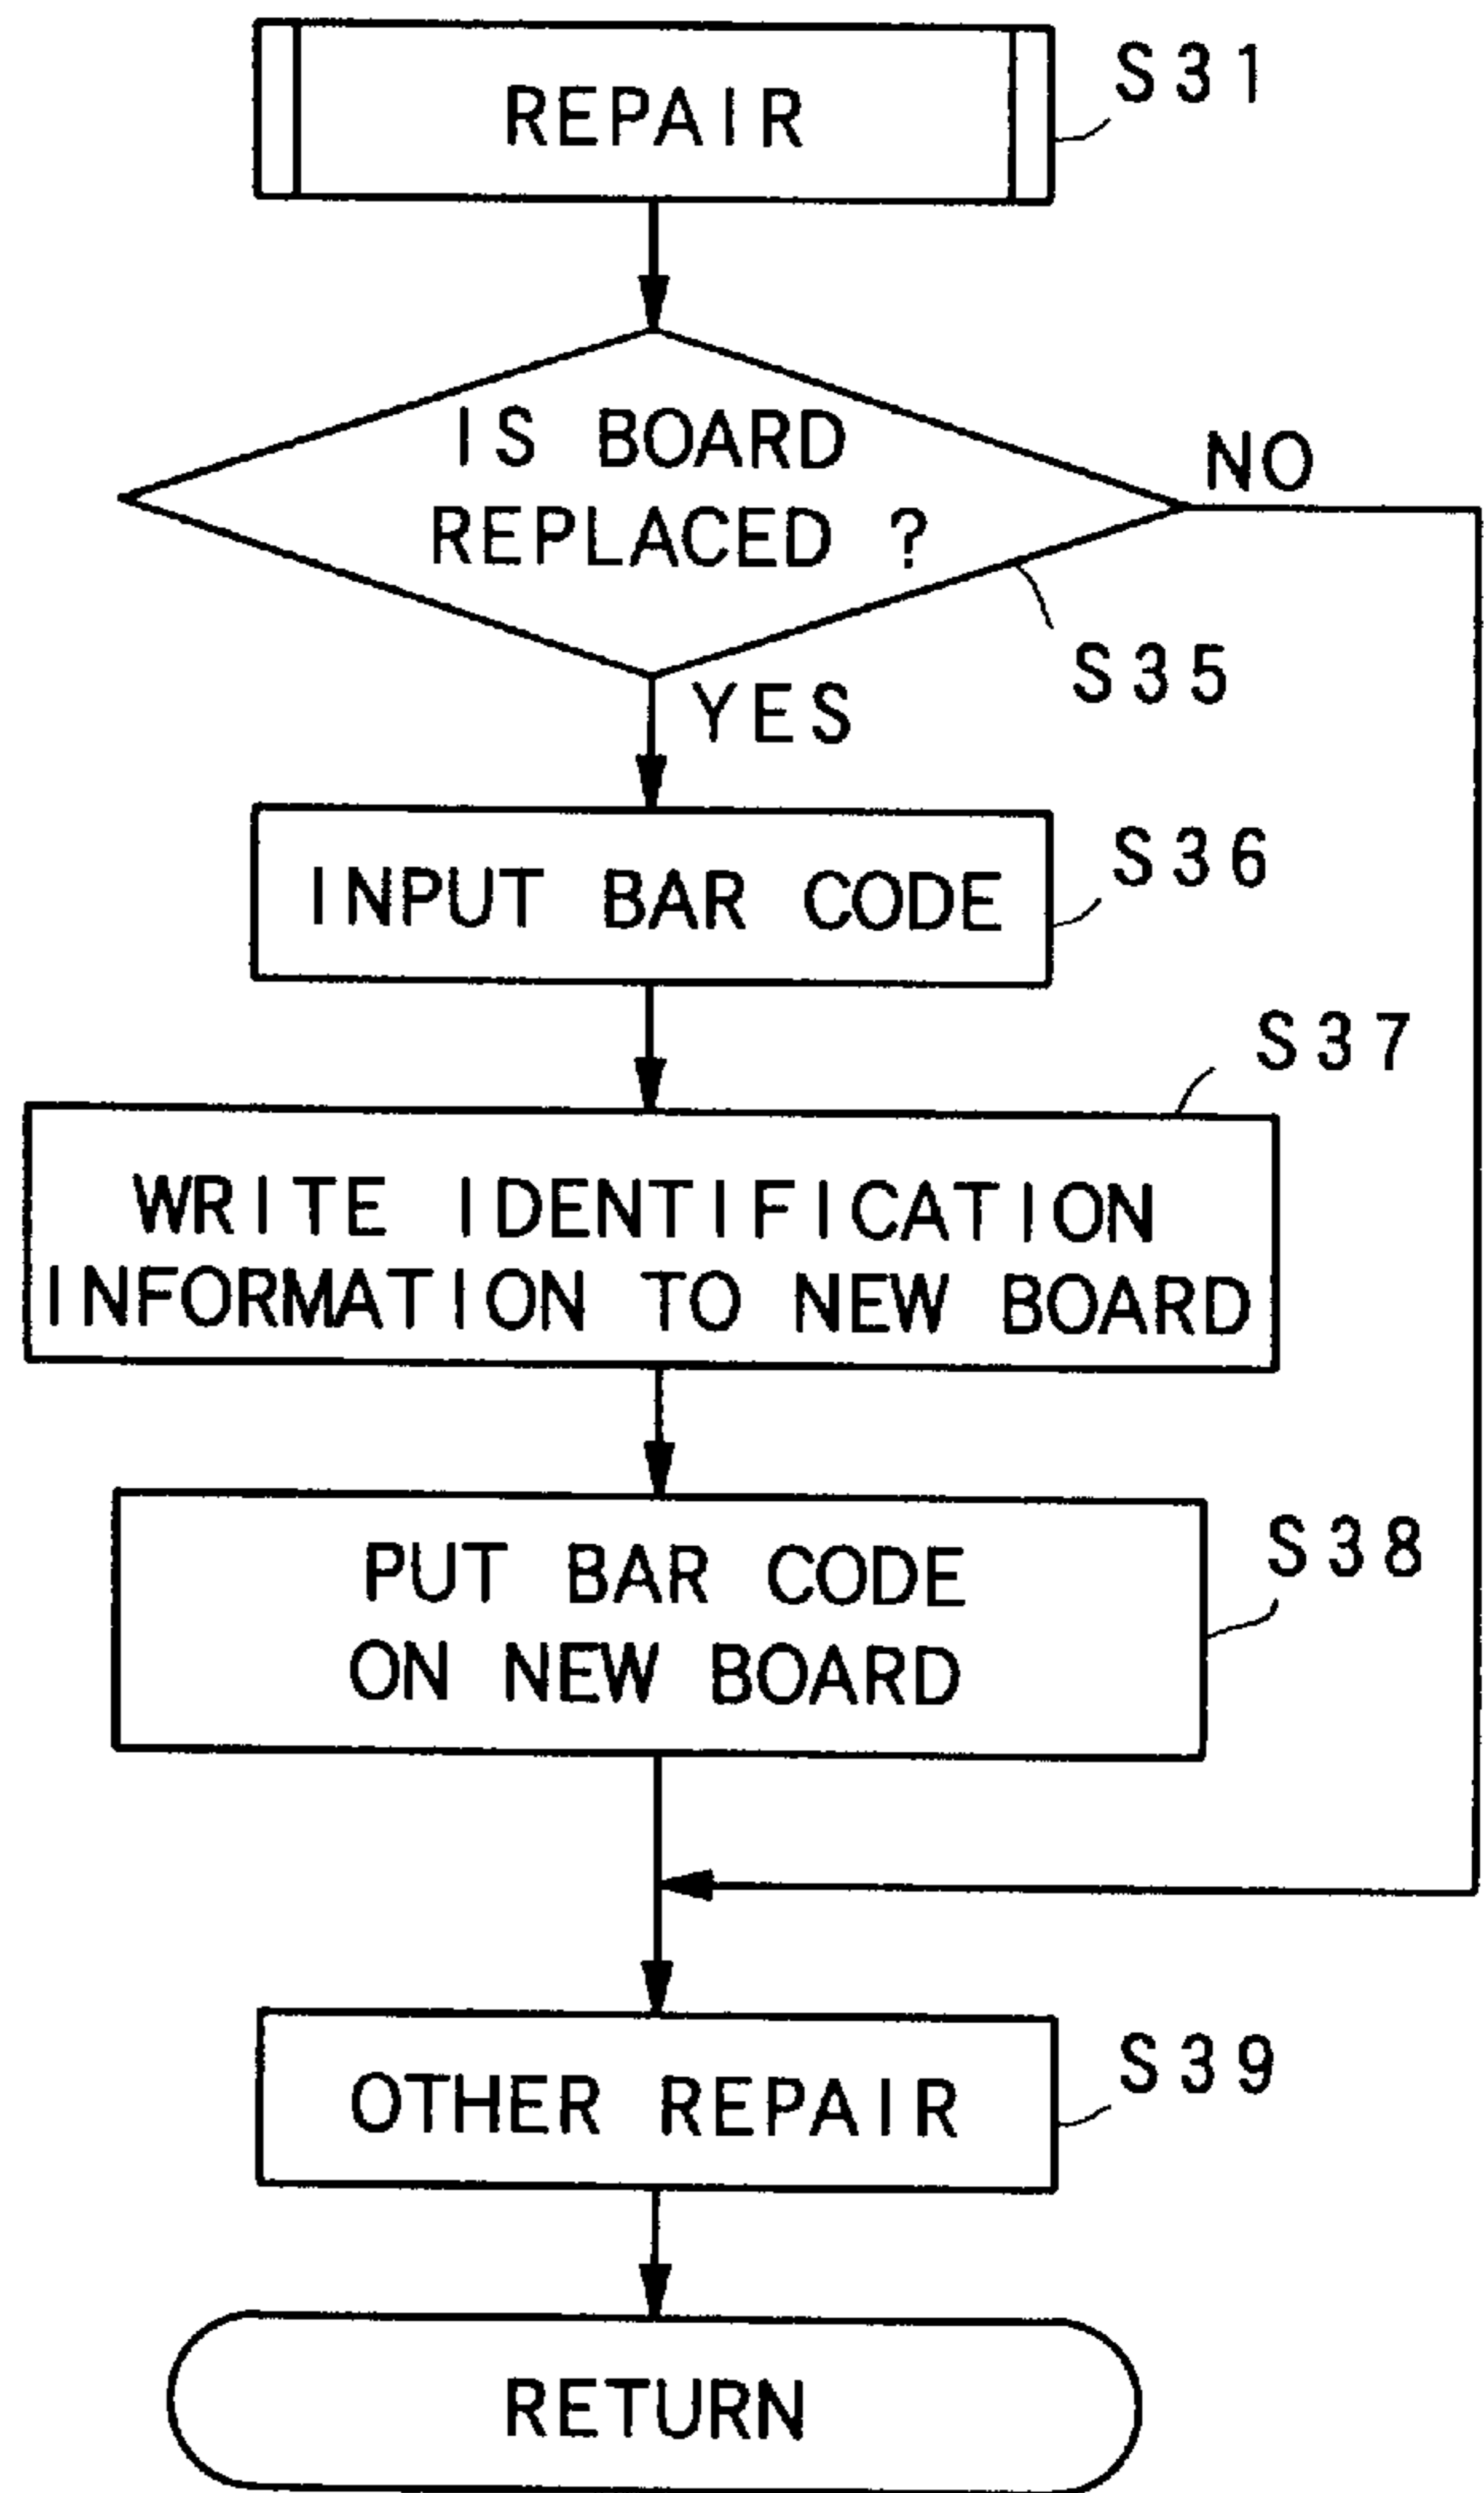 REPAIR
S31
IS BOARD
REPLACED ?
NO
S35
YES
INPUT BAR CODE
S36
S37
WRITE IDENTIFICATION
INFORMATION TO NEW BOARD
PUT BAR CODE
ON NEW BOARD
S38
OTHER REPAIR
S39
RETURN